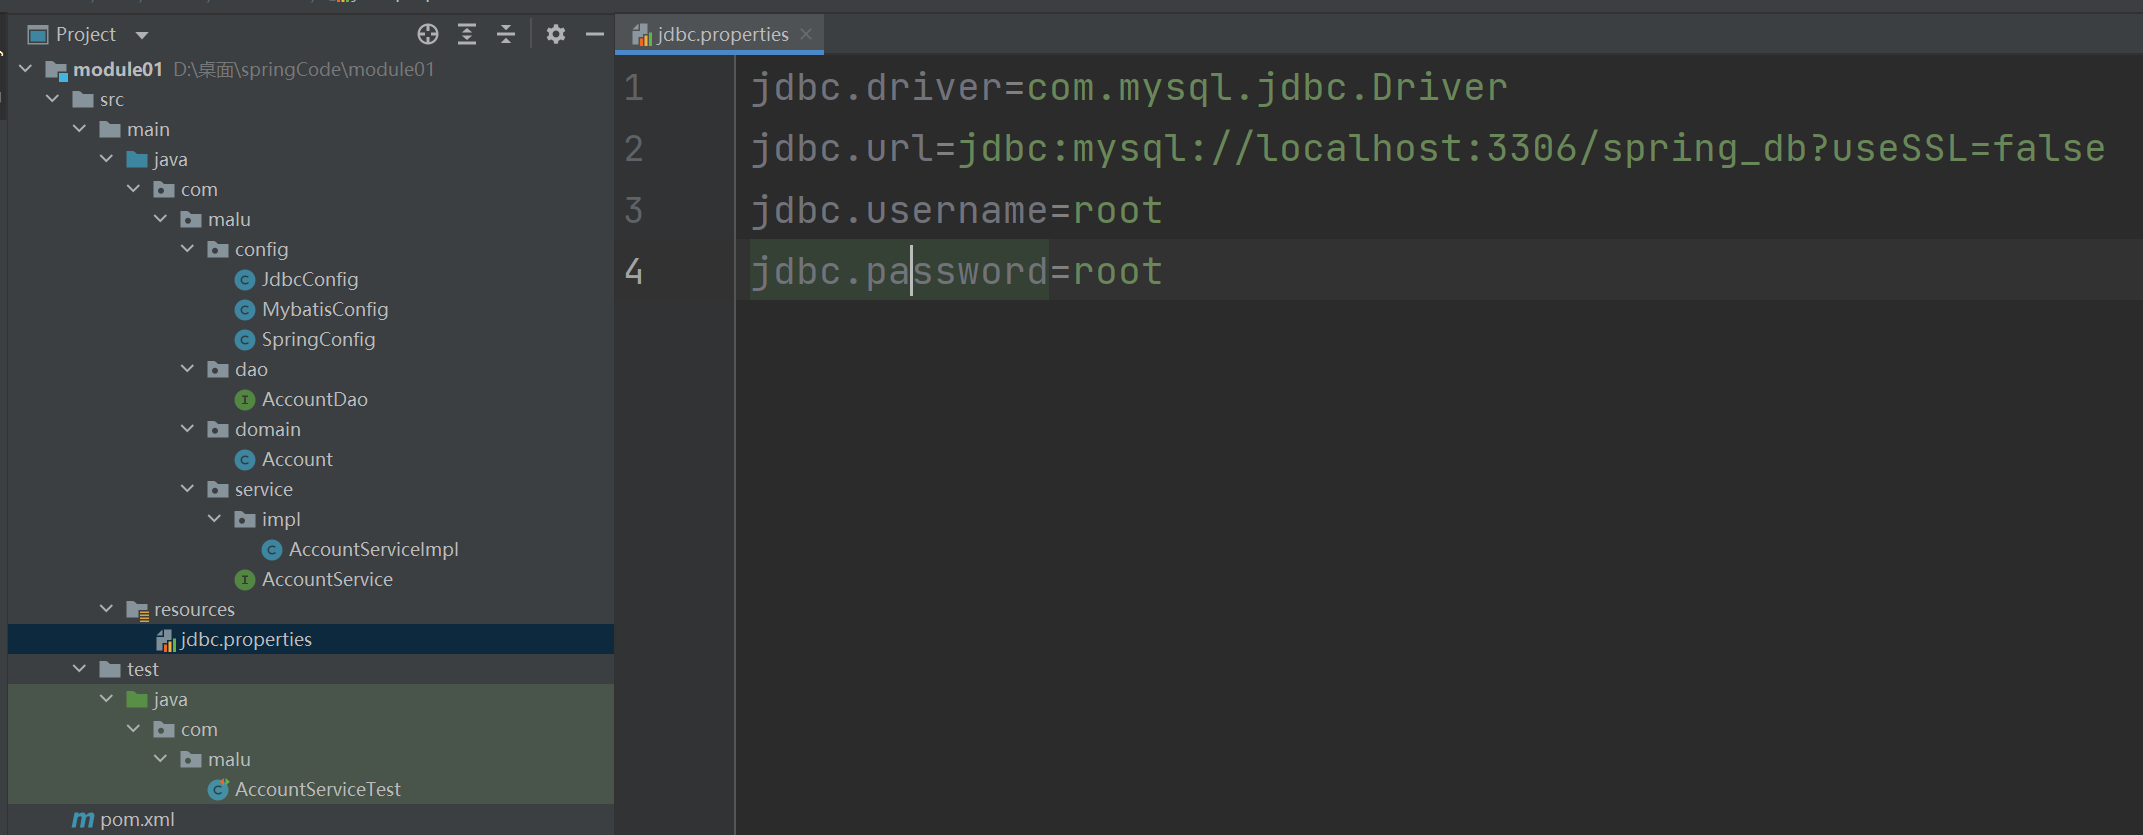 Project
module01 D:\桌面\springCode\module01
src
main
java
com
malu
config
JdbcConfig
MybatisConfig
SpringConfig
dao
AccountDao
domain
Account
service
impl
AccountServiceImpl
AccountService
resources
jdbc.properties
test
java
com
malu
AccountServiceTest
pom.xml
jdbc.properties
1 jdbc.driver=com.mysql.jdbc.Driver
2 jdbc.url=jdbc:mysql://localhost:3306/spring_db?useSSL=false
3 jdbc.username=root
4 jdbc.password=root